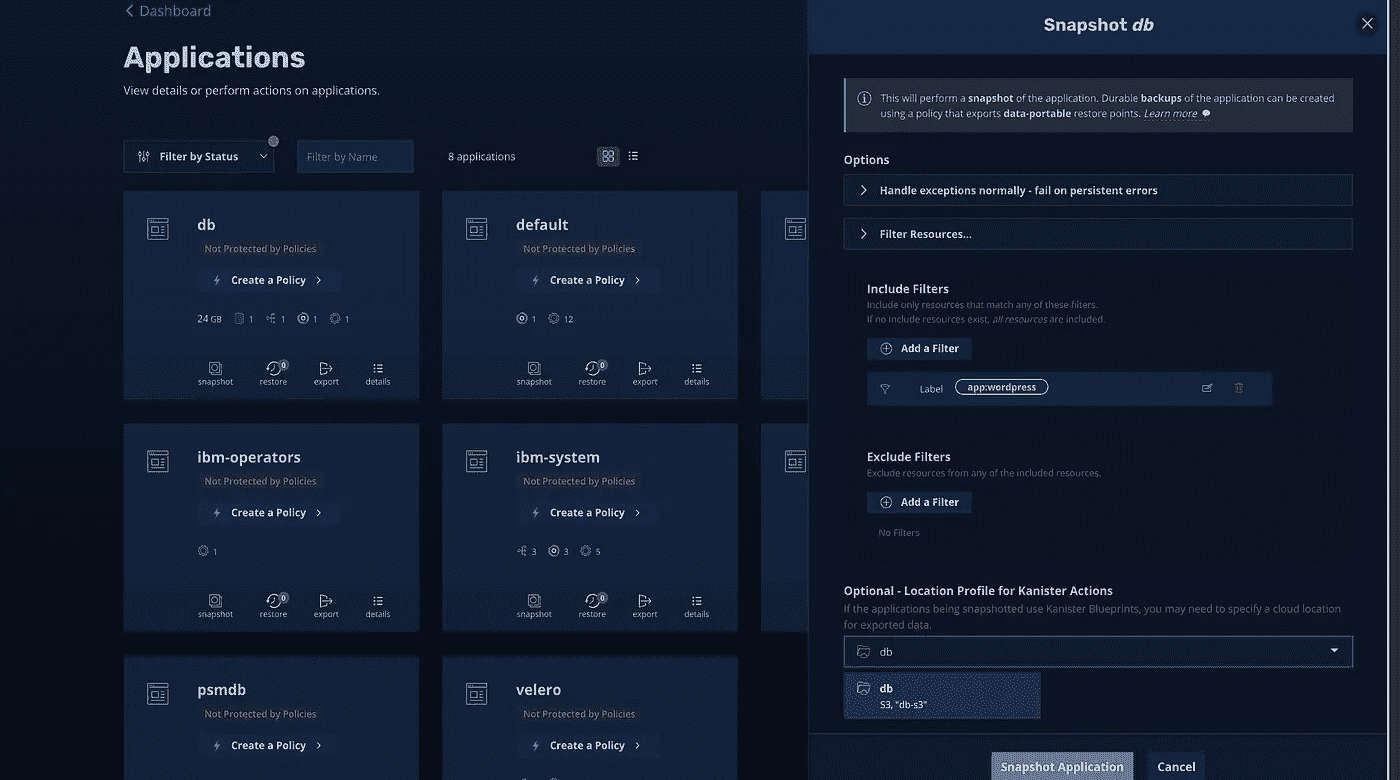 Dashboard
Applications
View details or perform actions on applications.
Filter by Status
Filter by Name
8 applications
db
Not Protected by Policies
Create a Policy
24 GB 1 1 1 1
snapshot restore 0 export details
default
Not Protected by Policies
Create a Policy
1 12
snapshot restore 0 export details
ibm-operators
Not Protected by Policies
Create a Policy
1
snapshot restore 0 export details
ibm-system
Not Protected by Policies
Create a Policy
3 3 5
snapshot restore 0 export details
psmdb
Not Protected by Policies
Create a Policy
velero
Not Protected by Policies
Create a Policy
Snapshot db
This will perform a snapshot of the application. Durable backups of the application can be created
using a policy that exports data-portable restore points. Learn more
Options
Handle exceptions normally - fail on persistent errors
Filter Resources...
Include Filters
Include only resources that match any of these filters.
If no include resources exist, all resources are included.
Add a Filter
Label app:wordpress
Exclude Filters
Exclude resources from any of the included resources.
Add a Filter
No Filters
Optional - Location Profile for Kanister Actions
If the applications being snapshotted use Kanister Blueprints, you may need to specify a cloud location
for exported data.
db
db
S3, "db-s3"
Snapshot Application
Cancel